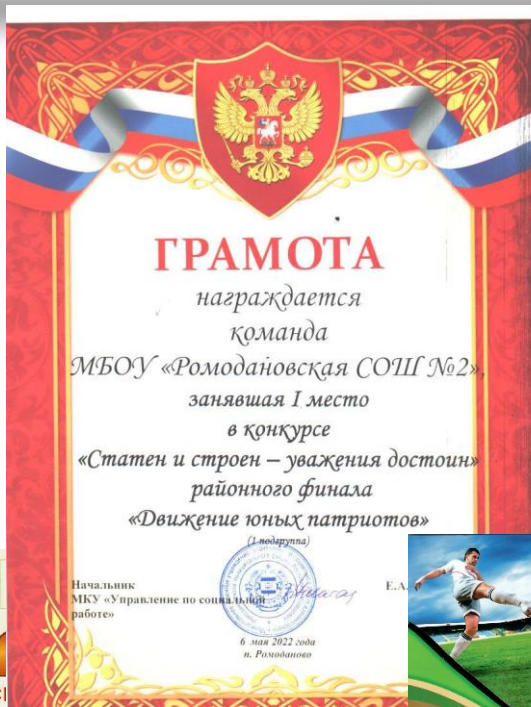 ГРАМОТА
награждается
команда
МБОУ «Ромодановская СОШ №2»,
занявшая I место
в конкурсе
«Статен и строен – уважения достоин»
районного финала
«Движение юных патриотов»
(1 подгруппа)
Начальник
МКУ «Управление по социальной
работе»
Е.А.
6 мая 2022 года
п. Ромоданово